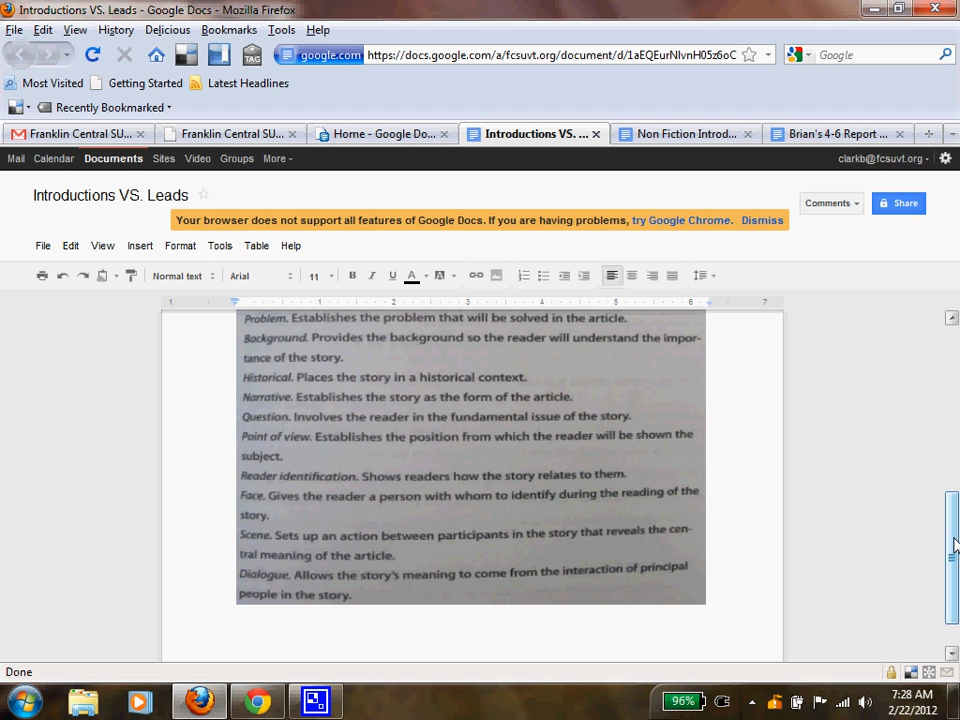 Introductions VS. Leads - Google Docs - Mozilla Firefox
File Edit View History Delicious Bookmarks Tools Help
google.com https://docs.google.com/a/fcsuvt.org/document/d/1aEQEurNlvnH05z6oC Google
TAG
Most Visited Getting Started Latest Headlines
Recently Bookmarked
Franklin Central SU... Franklin Central SU... Home - Google Do... Introductions VS. ... Non Fiction Introd... Brian's 4-6 Report ...
Mail Calendar Documents Sites Video Groups More clarkb@fcsuvt.org
Introductions VS. Leads
Comments Share
Your browser does not support all features of Google Docs. If you are having problems, try Google Chrome. Dismiss
File Edit View Insert Format Tools Table Help
Normal text Arial 11 B I U A A
1 1 2 3 4 5 6 7
Problem. Establishes the problem that will be solved in the article.
Background. Provides the background so the reader will understand the impor-
tance of the story.
Historical. Places the story in a historical context.
Narrative. Establishes the story as the form of the article.
Question. Involves the reader in the fundamental issue of the story.
Point of view. Establishes the position from which the reader will be shown the
subject.
Reader identification. Shows readers how the story relates to them.
Face. Gives the reader a person with whom to identify during the reading of the
story.
Scene. Sets up an action between participants in the story that reveals the cen-
tral meaning of the article.
Dialogue. Allows the story's meaning to come from the interaction of principal
people in the story.
Done
96% 7:28 AM
2/22/2012